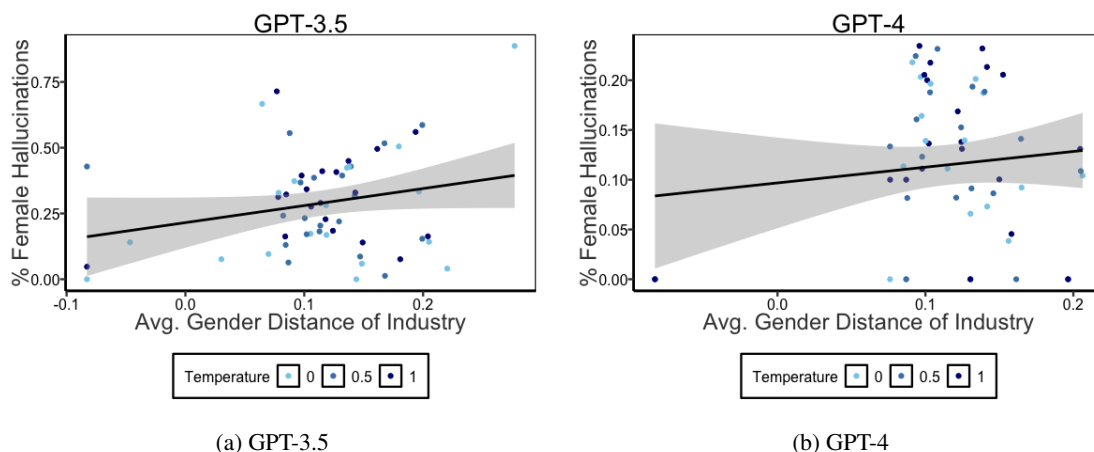 GPT-3.5
% Female Hallucinations
0.75
0.50
0.25
0.00
-0.1 0.0 0.1 0.2
Avg. Gender Distance of Industry
Temperature 0 0.5 1
(a) GPT-3.5
GPT-4
% Female Hallucinations
0.20
0.15
0.10
0.05
0.00
0.0 0.1 0.2
Avg. Gender Distance of Industry
Temperature 0 0.5 1
(b) GPT-4